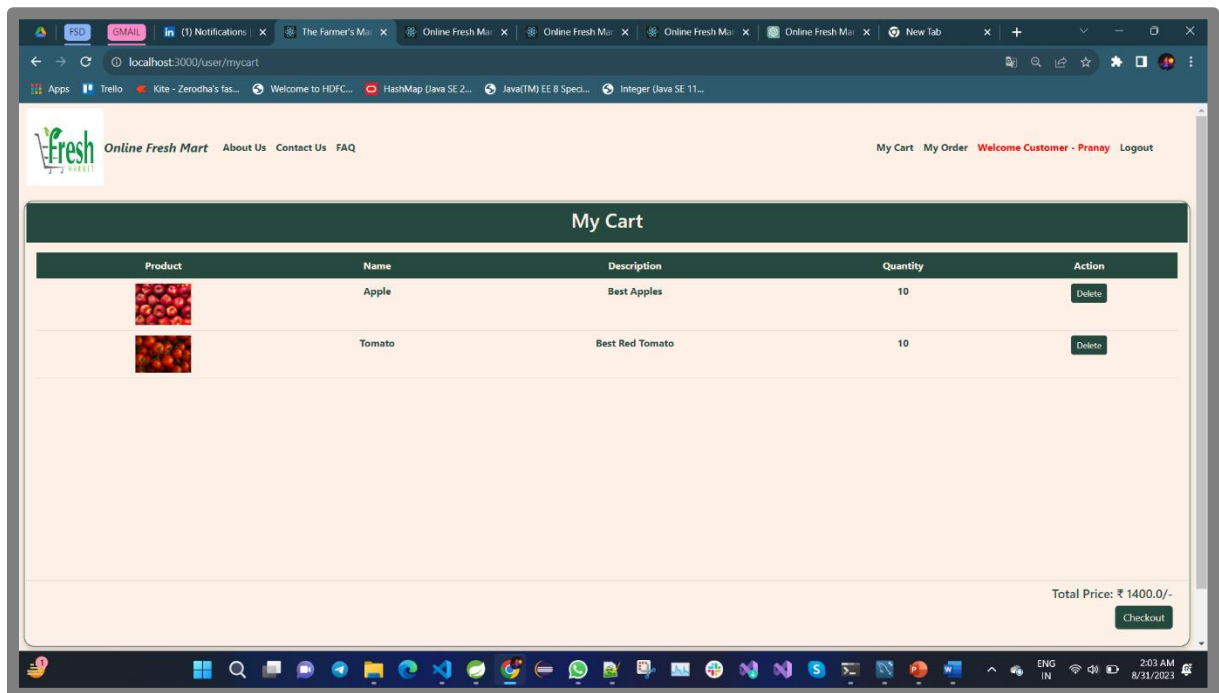 FSD GMAIL (1) Notifications The Farmer's Mar Online Fresh Mar Online Fresh Mar Online Fresh Mar Online Fresh Mar New Tab
localhost:3000/user/mycart
Apps Trello Kite - Zerodha's fas... Welcome to HDFC... HashMap (Java SE 2... Java(TM) EE 8 Speci... Integer (Java SE 11...
Fresh
MARKET
Online Fresh Mart About Us Contact Us FAQ My Cart My Order Welcome Customer - Pranay Logout
My Cart
Product Name Description Quantity Action
Apple Best Apples 10 Delete
Tomato Best Red Tomato 10 Delete
Total Price: ₹ 1400.0/-
Checkout
ENG 2:03 AM
IN 8/31/2023